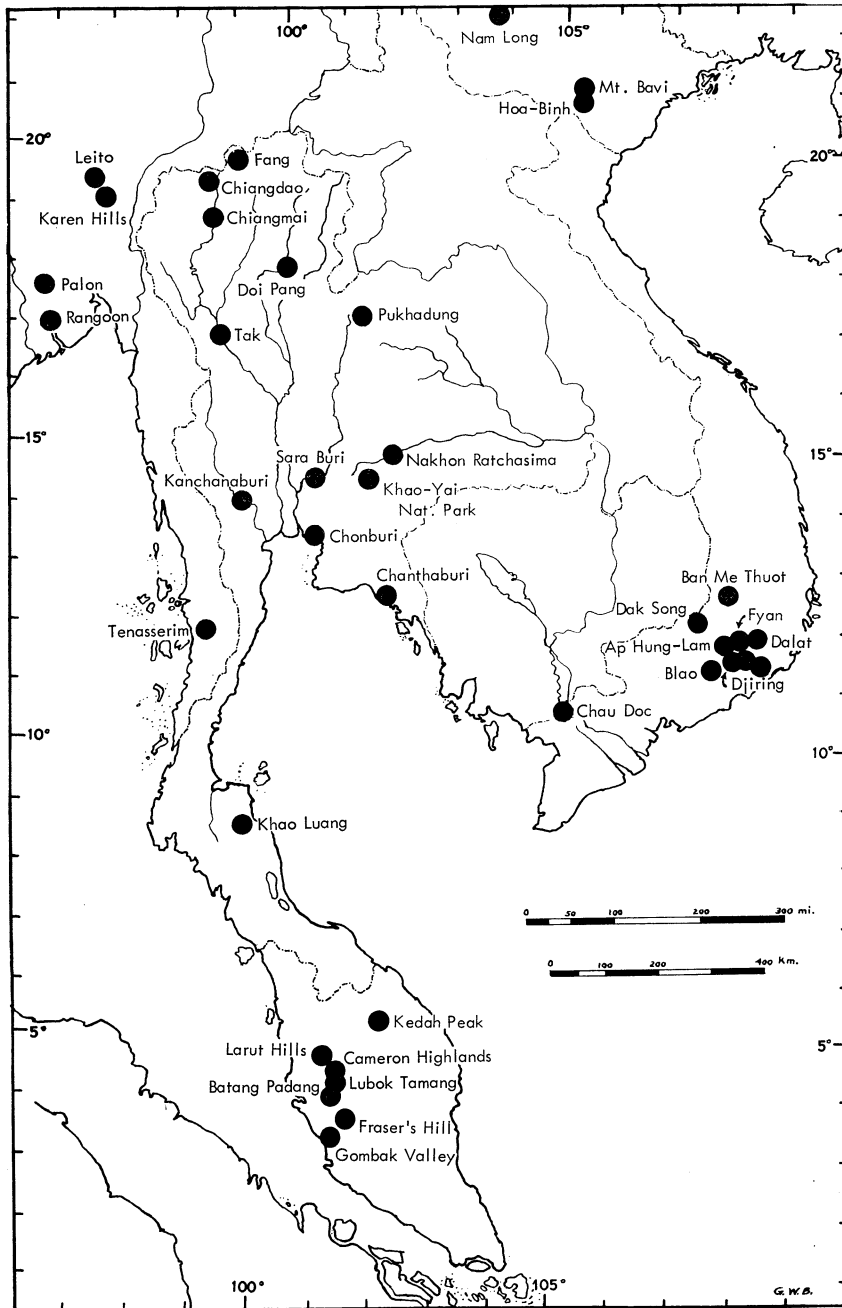 100°
105°
Nam Long
Mt. Bavi
Hoa-Binh
20°
20°
Leito
Fang
Chiangdao
Karen Hills
Chiangmai
Palon
Doi Pang
Rangoon
Pukhadung
Tak
15°
15°
Sara Buri
Nakhon Ratchasima
Kanchanaburi
Khao-Yai
Nat. Park
Chonburi
Chanthaburi
Ban Me Thuot
Dak Song
Fyan
Tenasserim
Ap Hung-Lam
Dalat
Blao
Djiring
Chau Doc
10°
10°
Khao Luang
0 50 100 200 300 mi.
0 100 200 400 km.
Kedah Peak
5°
5°
Larut Hills
Cameron Highlands
Batang Padang
Lubok Tamang
Fraser's Hill
Gombak Valley
100°
105°
G.W.B.